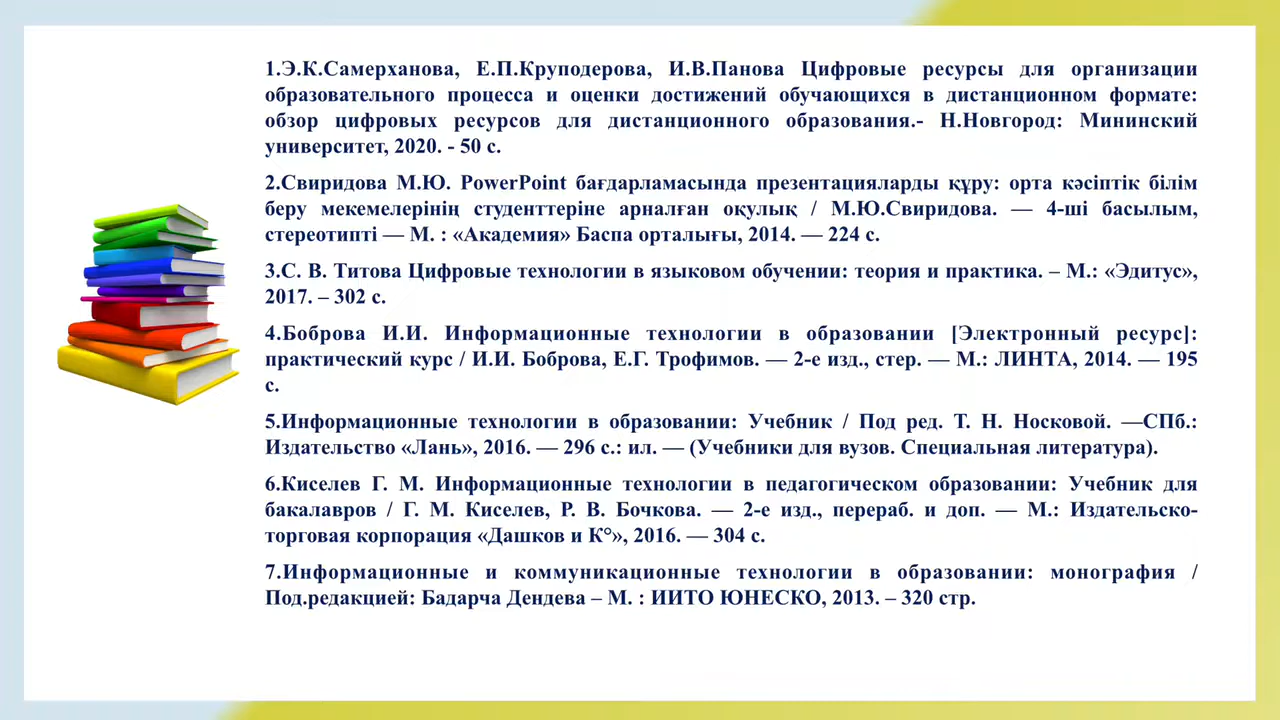 1.Э.К.Самерханова, Е.П.Круподерова, И.В.Панова Цифровые ресурсы для организации
образовательного процесса и оценки достижений обучающихся в дистанционном формате:
обзор цифровых ресурсов для дистанционного образования.- Н.Новгород: Мининский
университет, 2020. - 50 с.
2.Свиридова М.Ю. PowerPoint бағдарламасында презентацияларды құру: орта кәсіптік білім
беру мекемелерінің студенттеріне арналған оқулық / М.Ю.Свиридова. — 4-ші басылым,
стереотипті — М. : «Академия» Баспа орталығы, 2014. — 224 с.
3.С. В. Титова Цифровые технологии в языковом обучении: теория и практика. – М.: «Эдитус»,
2017. – 302 с.
4.Боброва И.И. Информационные технологии в образовании [Электронный ресурс]:
практический курс / И.И. Боброва, Е.Г. Трофимов. — 2-е изд., стер. — М.: ЛИНТА, 2014. — 195
с.
5.Информационные технологии в образовании: Учебник / Под ред. Т. Н. Носковой. —СПб.:
Издательство «Лань», 2016. — 296 с.: ил. — (Учебники для вузов. Специальная литература).
6.Киселев Г. М. Информационные технологии в педагогическом образовании: Учебник для
бакалавров / Г. М. Киселев, Р. В. Бочкова. — 2-е изд., перераб. и доп. — М.: Издательско-
торговая корпорация «Дашков и К°», 2016. — 304 с.
7.Информационные и коммуникационные технологии в образовании: монография /
Под.редакцией: Бадарча Дендева – М. : ИИТО ЮНЕСКО, 2013. – 320 стр.